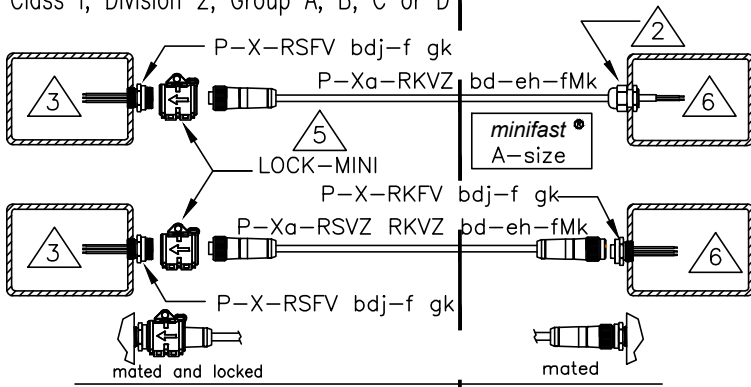 Class I, Division 2, Group A, B, C or D
P-X-RSFV bdj-f gk
2
P-Xa-RKVZ bd-eh-fMk
3
6
5
minifast ®
A-size
LOCK-MINI
P-X-RKFV bdj-f gk
P-Xa-RSVZ RKVZ bd-eh-fMk
3
6
P-X-RSFV bdj-f gk
mated and locked
mated